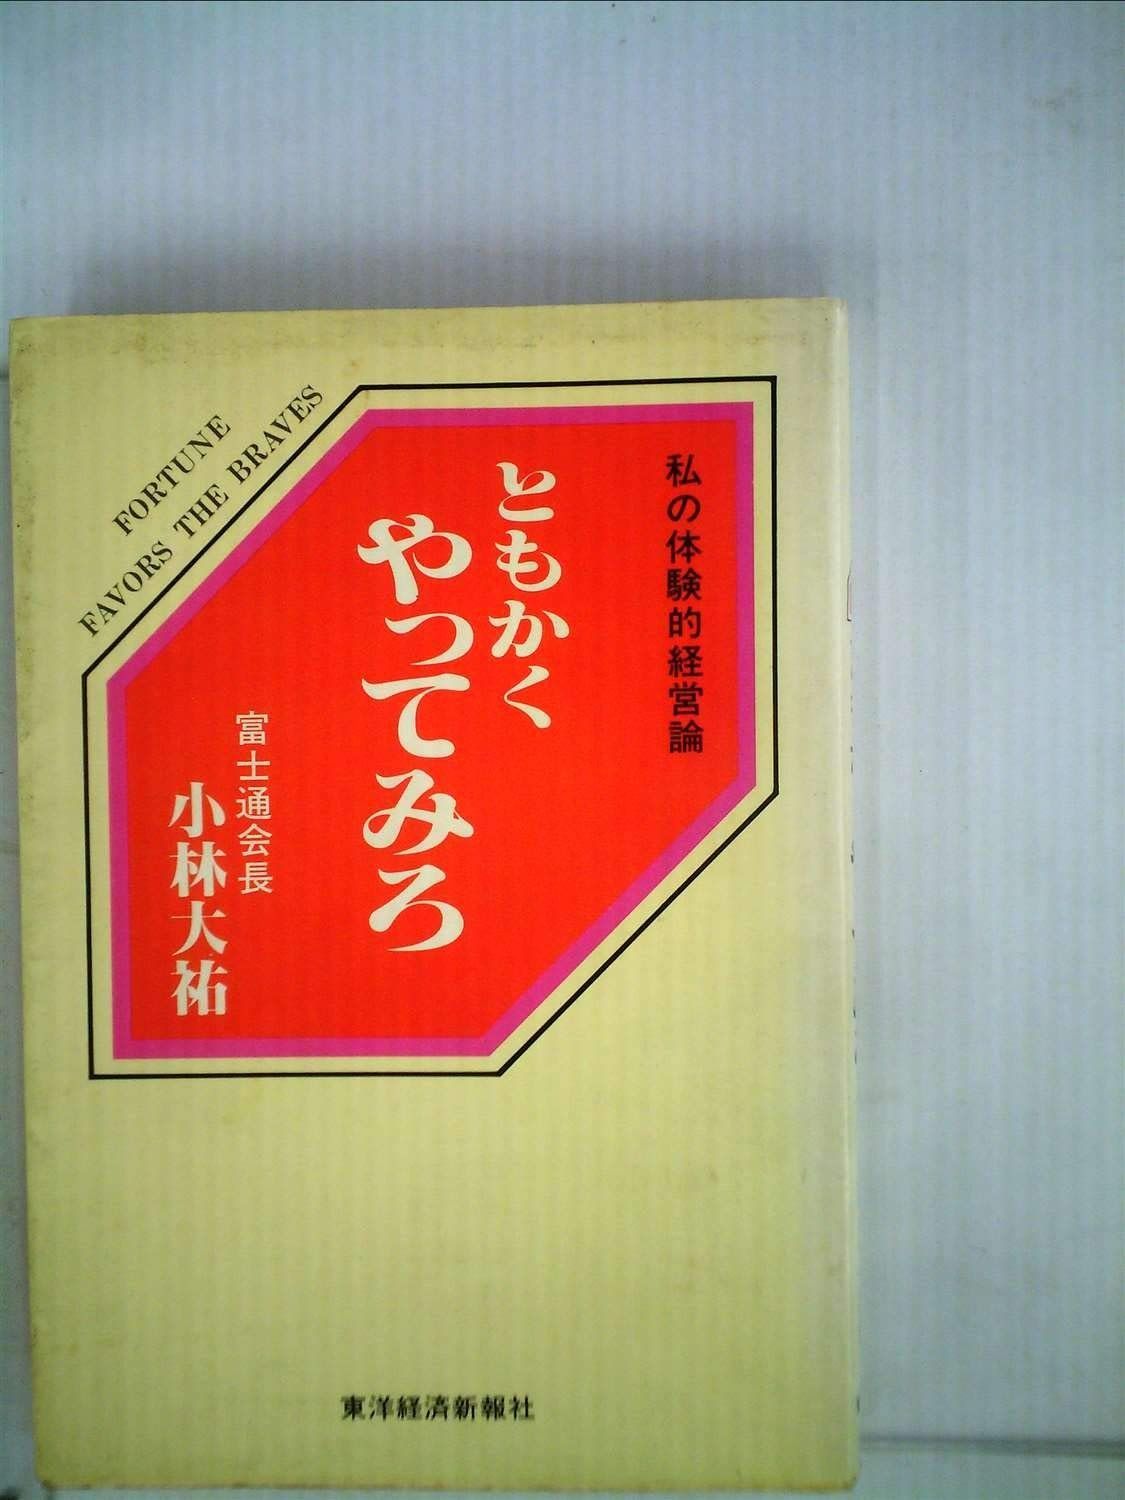 FORTUNE
FAVORS THE BRAVES
私の体験的経営論
ともかく
やってみろ
富士通会長
小林大祐
東洋経済新報社